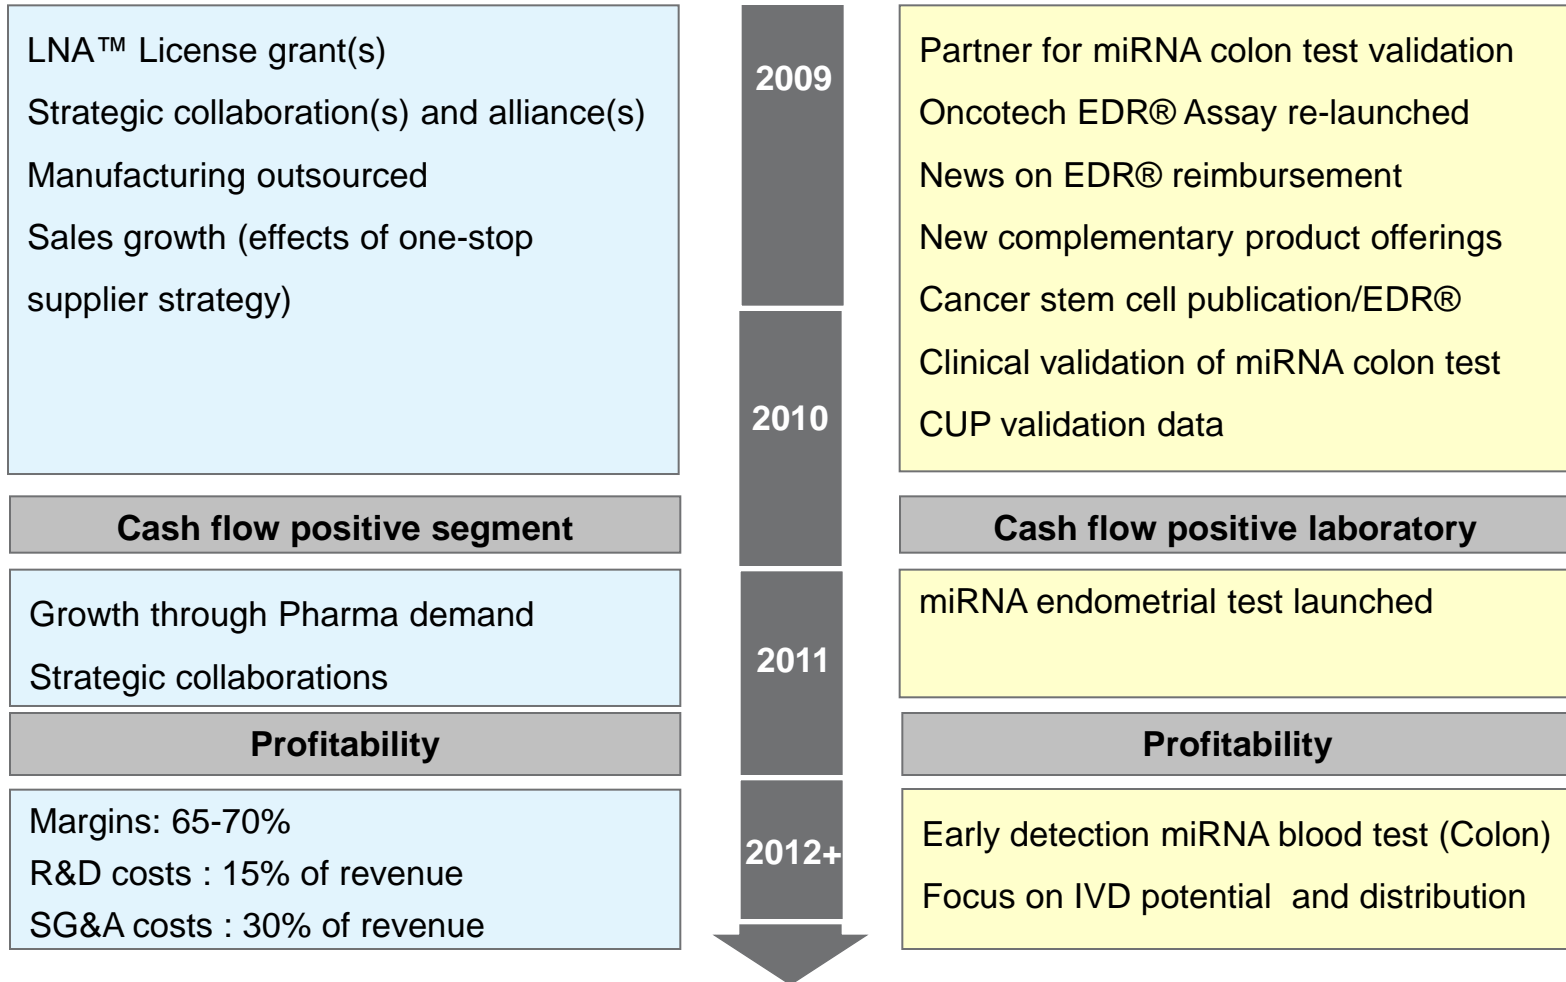 LNA™ License grant(s)
Strategic collaboration(s) and alliance(s)
Manufacturing outsourced
Sales growth (effects of one-stop
supplier strategy)
Cash flow positive segment
Growth through Pharma demand
Strategic collaborations
Profitability
Margins: 65-70%
R&D costs : 15% of revenue
SG&A costs : 30% of revenue
2009
2010
2011
2012+
Partner for miRNA colon test validation
Oncotech EDR® Assay re-launched
News on EDR® reimbursement
New complementary product offerings
Cancer stem cell publication/EDR®
Clinical validation of miRNA colon test
CUP validation data
Cash flow positive laboratory
miRNA endometrial test launched
Profitability
Early detection miRNA blood test (Colon)
Focus on IVD potential  and distribution